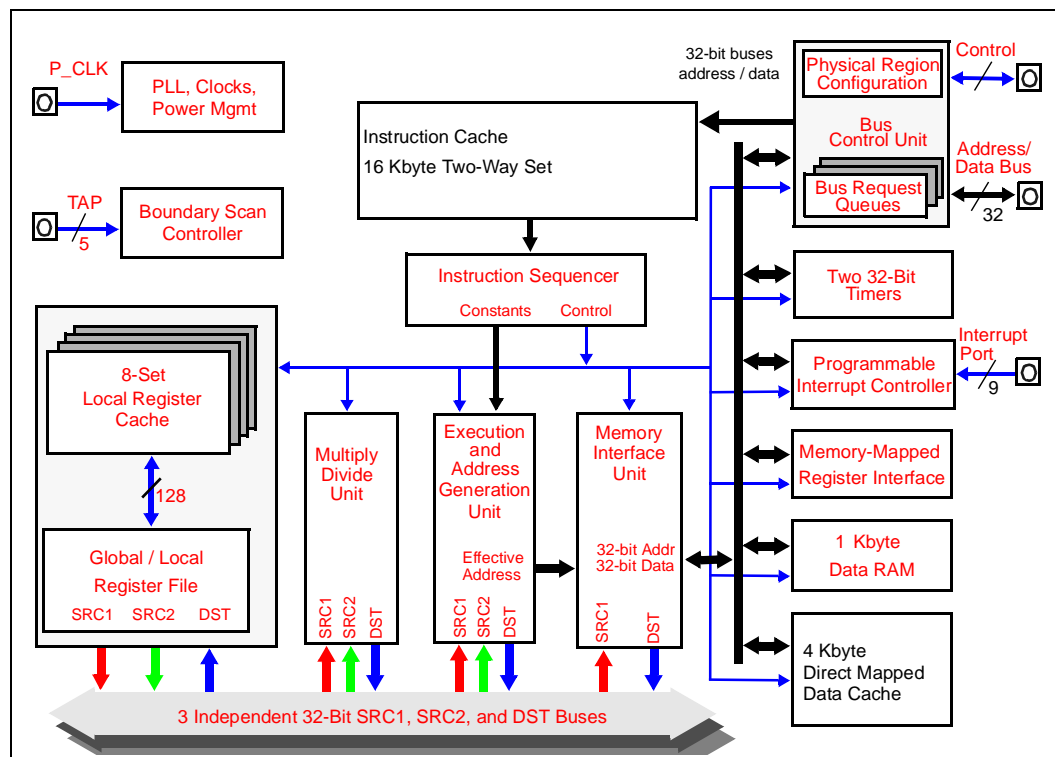 P_CLK
PLL, Clocks,
Power Mgmt
TAP
5
Boundary Scan
Controller
Instruction Cache
16 Kbyte Two-Way Set
32-bit buses
address / data
Physical Region
Configuration
Control
Bus
Control Unit
Address/
Data Bus
32
Bus Request
Queues
Instruction Sequencer
Constants
Control
Two 32-Bit
Timers
Interrupt
Port
9
Programmable
Interrupt Controller
8-Set
Local Register
Cache
128
Global / Local
Register File
SRC1
SRC2
DST
Multiply
Divide
Unit
SRC1
SRC2
DST
Execution
and
Address
Generation
Unit
Effective
Address
SRC1
SRC2
DST
Memory
Interface
Unit
32-bit Addr
32-bit Data
SRC1
DST
Memory-Mapped
Register Interface
1 Kbyte
Data RAM
4 Kbyte
Direct Mapped
Data Cache
3 Independent 32-Bit SRC1, SRC2, and DST Buses